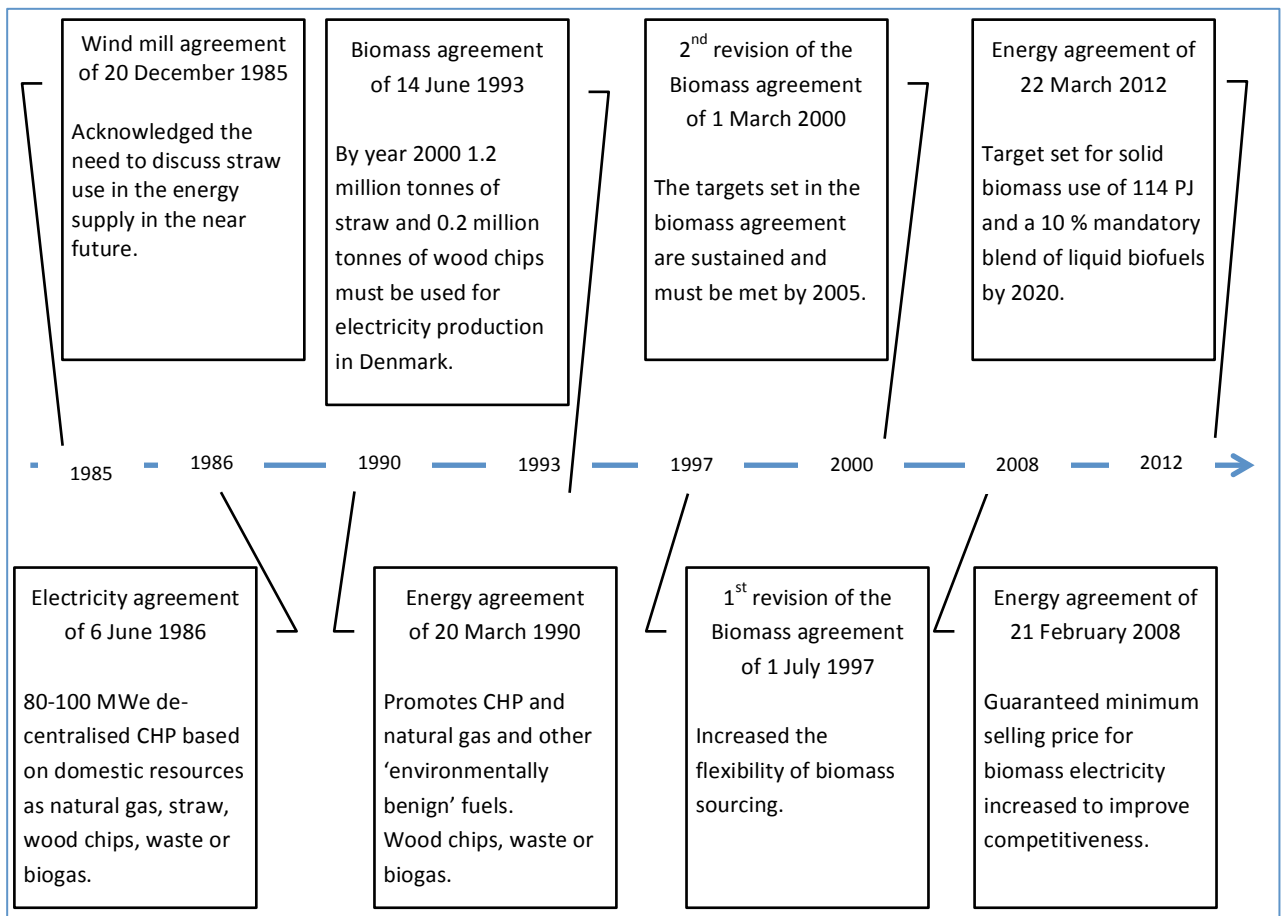 Wind mill agreement
of 20 December 1985
Acknowledged the
need to discuss straw
use in the energy
supply in the near
future.
Biomass agreement
of 14 June 1993
By year 2000 1.2
million tonnes of
straw and 0.2 million
tonnes of wood chips
must be used for
electricity production
in Denmark.
2nd revision of the
Biomass agreement
of 1 March 2000
The targets set in the
biomass agreement
are sustained and
must be met by 2005.
Energy agreement of
22 March 2012
Target set for solid
biomass use of 114 PJ
and a 10 % mandatory
blend of liquid biofuels
by 2020.
1985 1986 1990 1993 1997 2000 2008 2012
Electricity agreement
of 6 June 1986
80-100 MWe de-
centralised CHP based
on domestic resources
as natural gas, straw,
wood chips, waste or
biogas.
Energy agreement
of 20 March 1990
Promotes CHP and
natural gas and other
‘environmentally
benign’ fuels.
Wood chips, waste or
biogas.
1st revision of the
Biomass agreement
of 1 July 1997
Increased the
flexibility of biomass
sourcing.
Energy agreement of
21 February 2008
Guaranteed minimum
selling price for
biomass electricity
increased to improve
competitiveness.